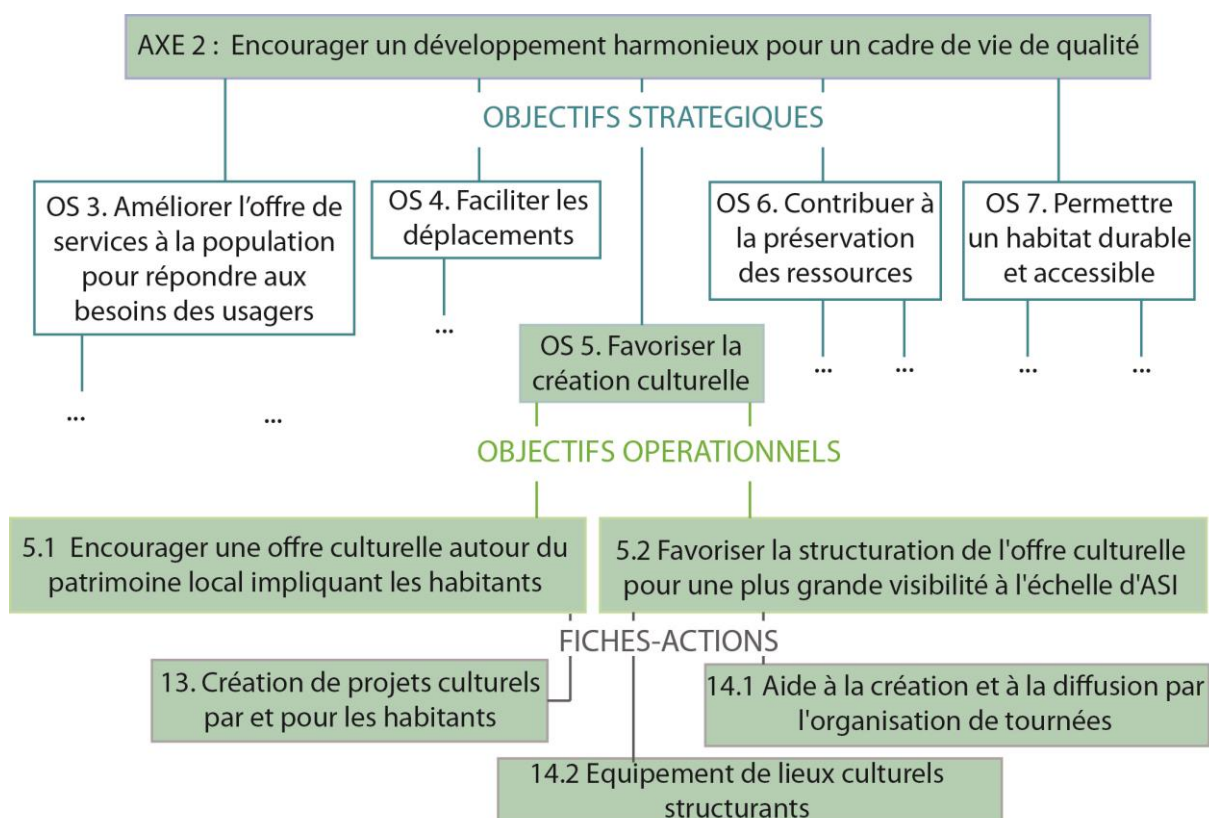 AXE 2 : Encourager un développement harmonieux pour un cadre de vie de qualité
OBJECTIFS STRATEGIQUES
OS 3. Améliorer l'offre de
services à la population
pour répondre aux
besoins des usagers
...
...
OS 4. Faciliter les
déplacements
...
OS 5. Favoriser la
création culturelle
OS 6. Contribuer à
la préservation
des ressources
...
...
OS 7. Permettre
un habitat durable
et accessible
...
...
OBJECTIFS OPERATIONNELS
5.1 Encourager une offre culturelle autour du
patrimoine local impliquant les habitants
5.2 Favoriser la structuration de l'offre culturelle
pour une plus grande visibilité à l'échelle d'ASI
FICHES-ACTIONS
13. Création de projets culturels
par et pour les habitants
14.1 Aide à la création et à la diffusion par
l'organisation de tournées
14.2 Equipement de lieux culturels
structurants